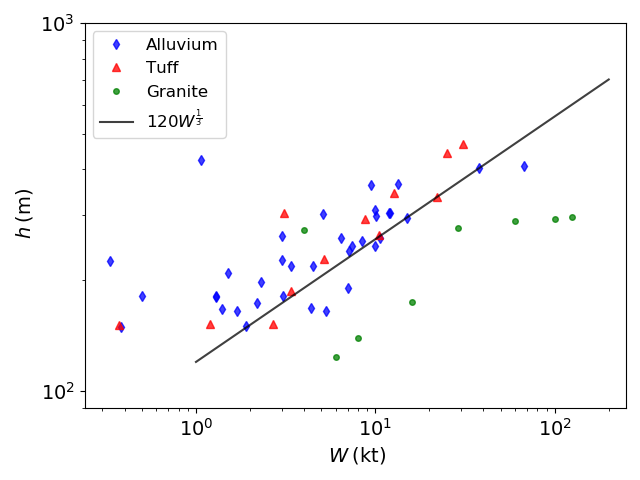 10³
Alluvium
Tuff
Granite
120W^{1/3}
h (m)
10²
10⁰ 10¹ 10²
W (kt)